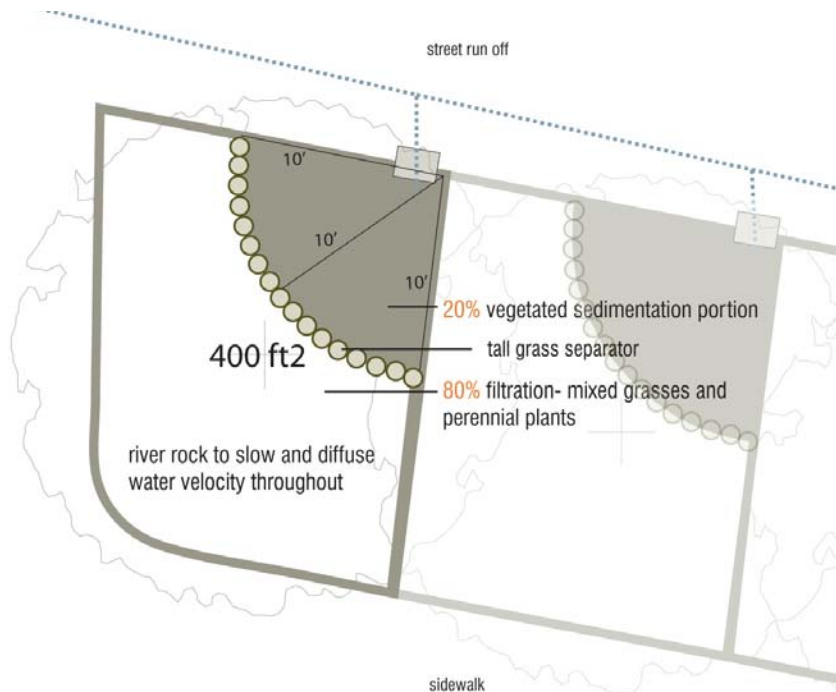 street run off
10’
10’
10’
20% vegetated sedimentation portion
tall grass separator
400 ft2
80% filtration- mixed grasses and
perennial plants
river rock to slow and diffuse
water velocity throughout
sidewalk